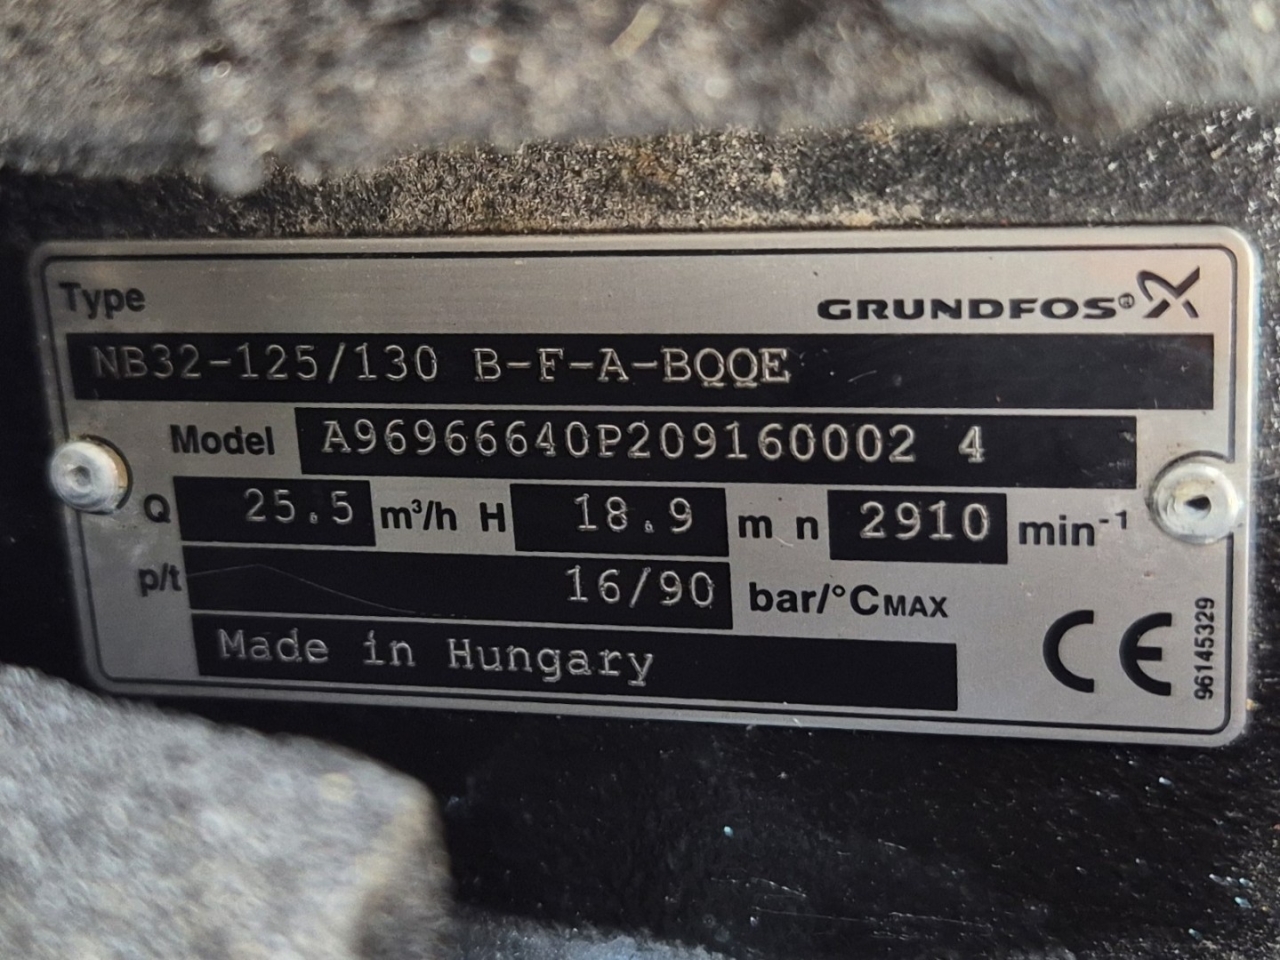 Type
GRUNDFOS®
NB32-125/130 B-F-A-BQQE
Model A96966640P209160002 4
Q 25.5 m³/h H 18.9 m n 2910 min⁻¹
p/t 16/90 bar/°CMAX
Made in Hungary
CE
96145329